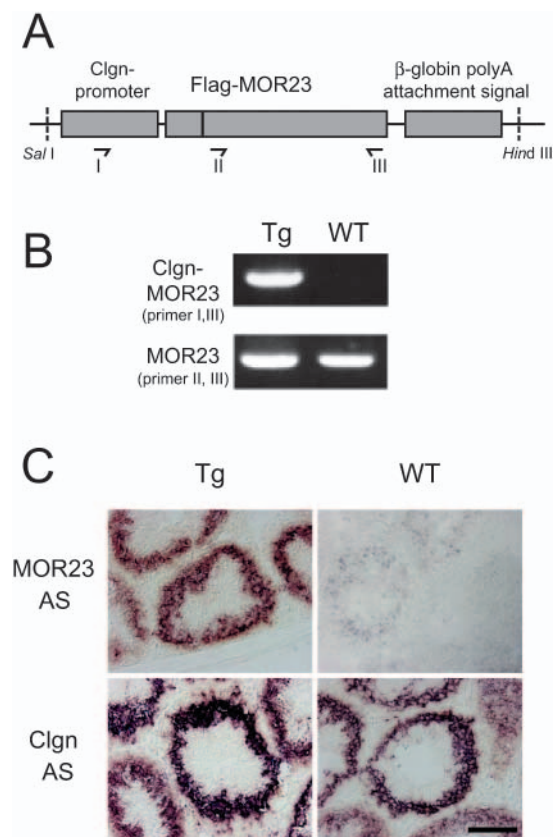 A
Clgn-
promoter
Flag-MOR23
β-globin polyA
attachment signal
Sal I
I
II
III
Hind III
B
Tg WT
Clgn-
MOR23
(primer I,III)
MOR23
(primer II, III)
C
Tg WT
MOR23
AS
Clgn
AS